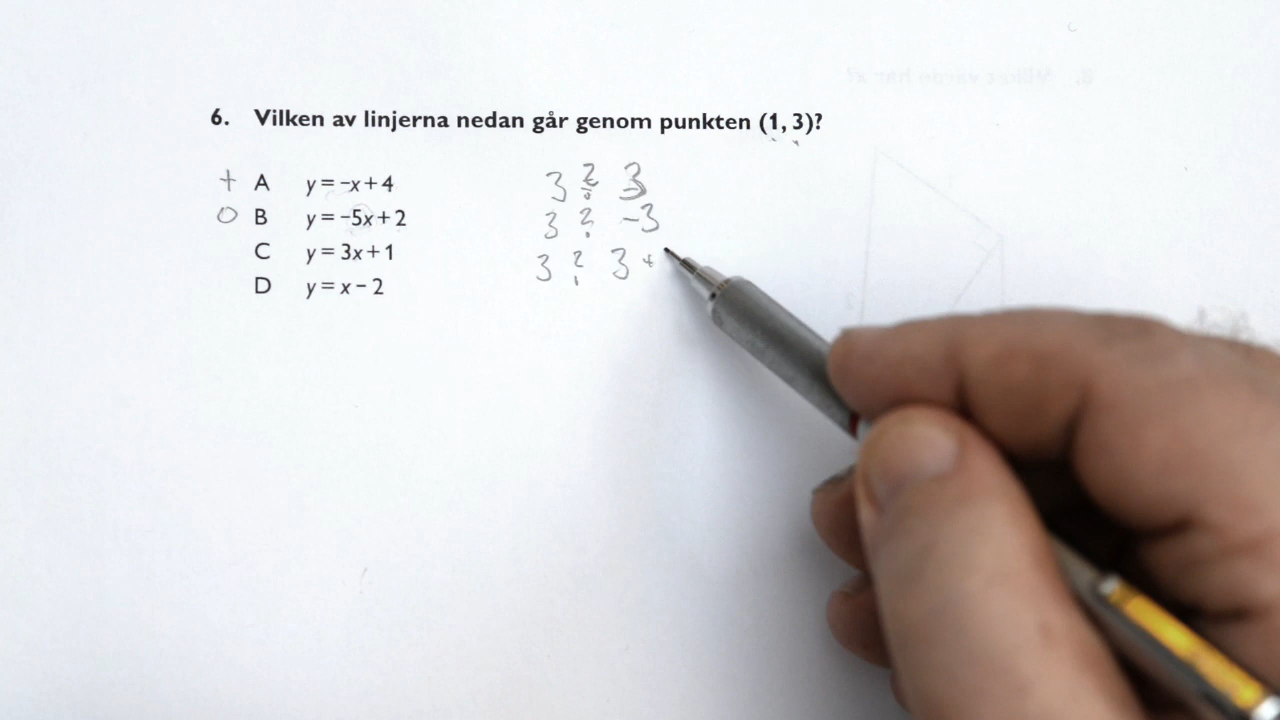 6. Vilken av linjerna nedan går genom punkten (1, 3)?
+ A y = -x + 4 3 ? 3
O B y = -5x + 2 3 ? -3
C y = 3x + 1 3 ? 3 +
D y = x - 2